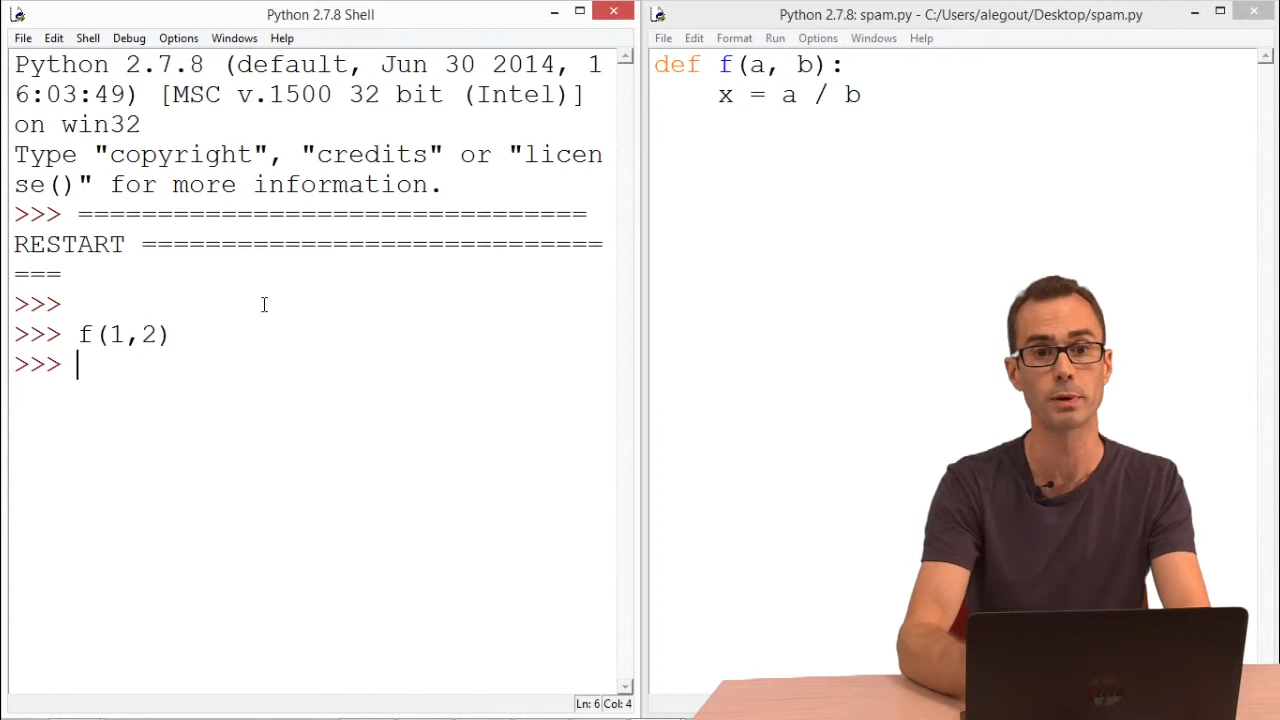 Python 2.7.8 Shell
File Edit Shell Debug Options Windows Help
Python 2.7.8 (default, Jun 30 2014, 1
6:03:49) [MSC v.1500 32 bit (Intel)]
on win32
Type "copyright", "credits" or "licen
se()" for more information.
>>> ================================
RESTART =============================
===
>>>
>>> f(1,2)
>>>
Ln: 6 Col: 4
Python 2.7.8: spam.py - C:/Users/alegout/Desktop/spam.py
File Edit Format Run Options Windows Help
def f(a, b):
    x = a / b